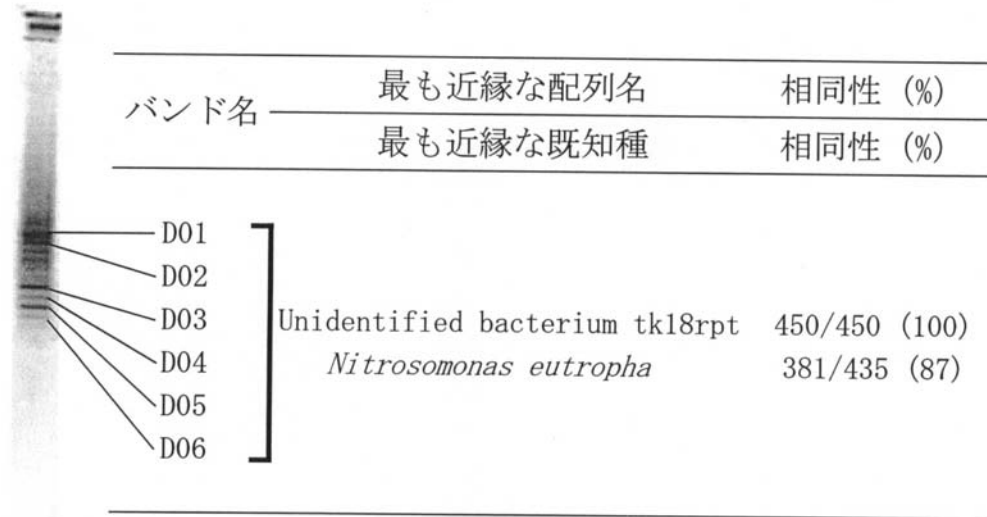 バンド名
最も近縁な配列名 相同性 (%)
最も近縁な既知種 相同性 (%)
D01
D02
D03
D04
D05
D06
Unidentified bacterium tk18rpt 450/450 (100)
Nitrosomonas eutropha 381/435 (87)